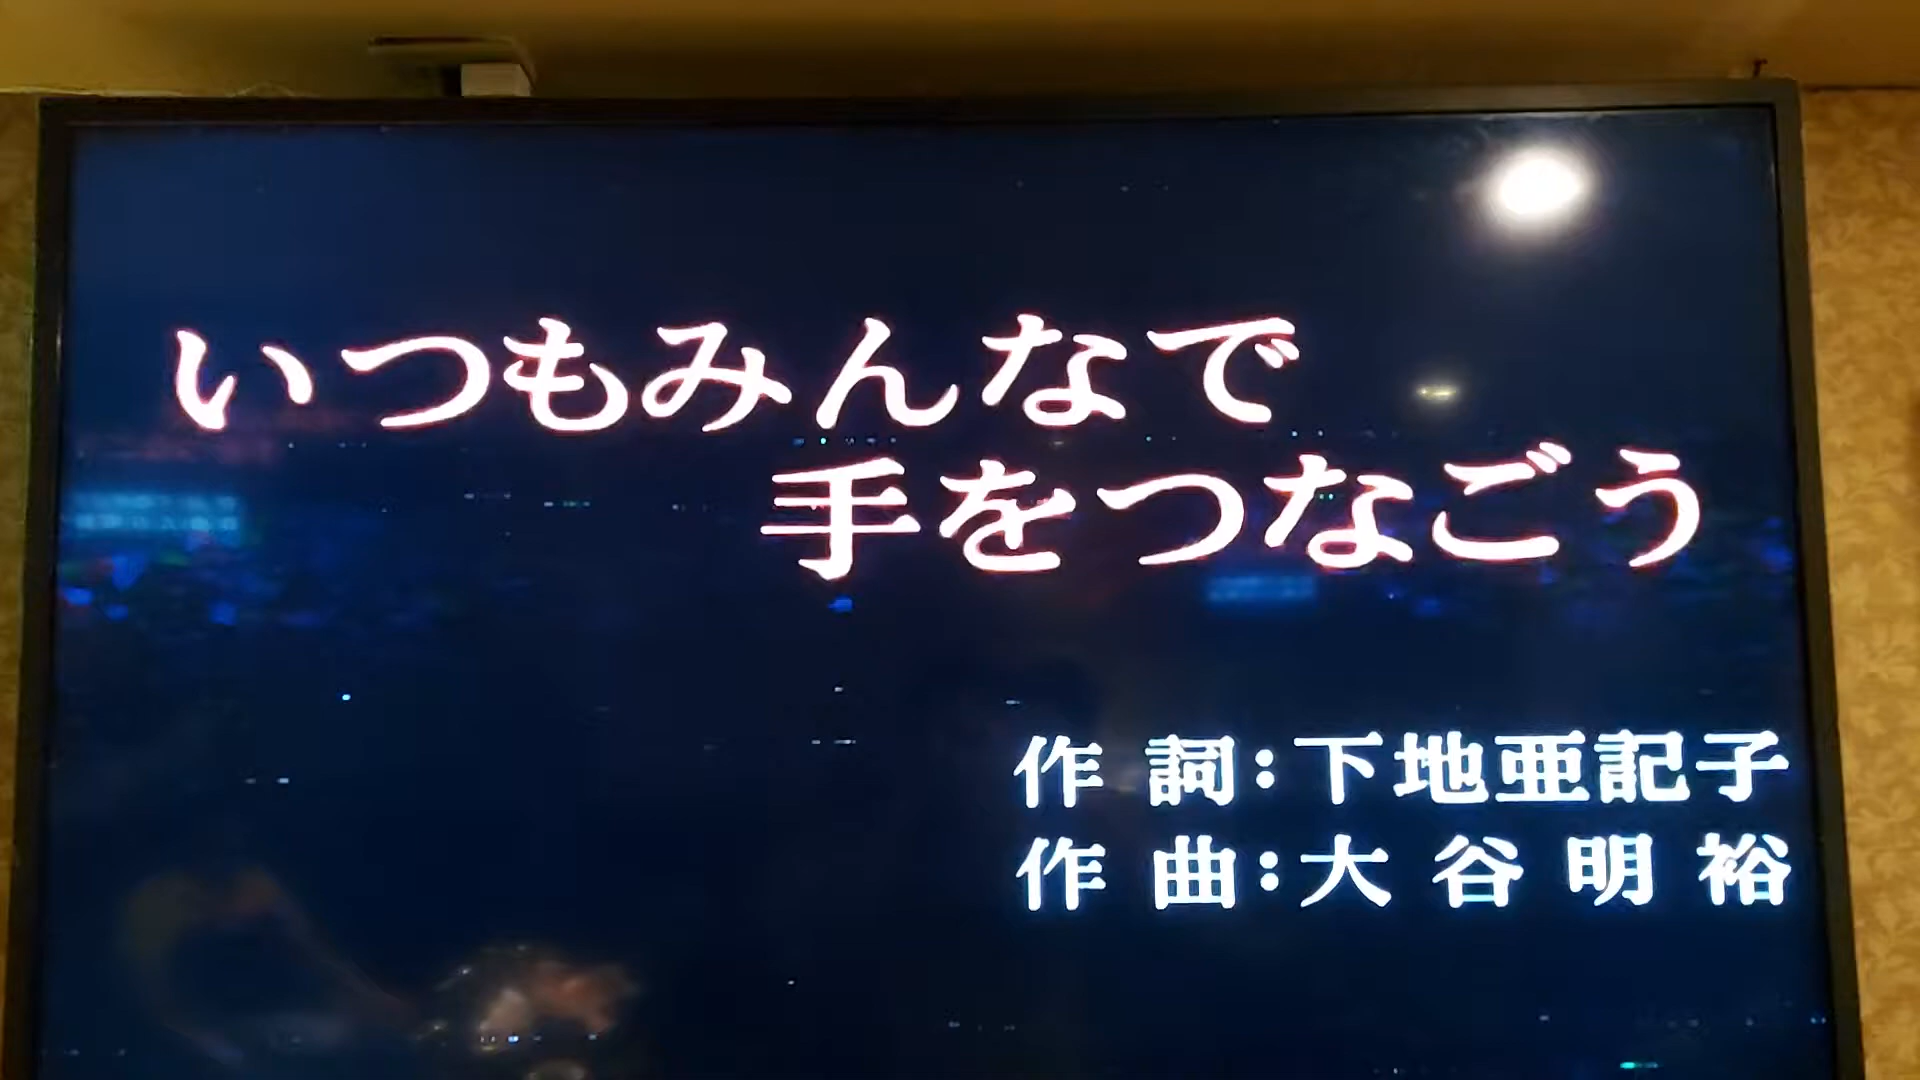 いつもみんなで
手をつなごう
作詞:下地亜記子
作曲:大谷明裕